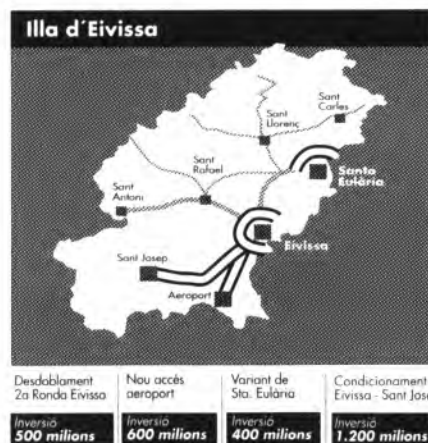 Illa d'Eivissa
Sant
Carles
Sant
Llorenç
Sant
Rafael
Santa
Eulària
Sant
Antoni
Eivissa
Sant Josep
Aeroport
Desdoblament
2a Ronda Eivissa
Inversió
500 milions
Nou accés
aeroport
Inversió
600 milions
Variant de
Sta. Eulària
Inversió
400 milions
Condicionament
Eivissa - Sant Jose
Inversió
1.200 milions